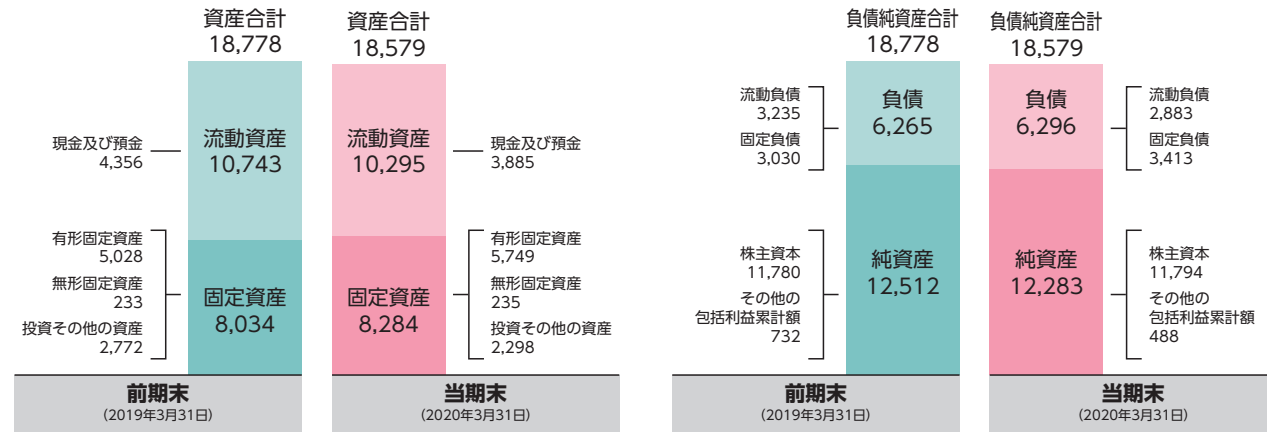 資産合計
18,778
流動資産
10,743
現金及び預金
4,356
有形固定資産
5,028
無形固定資産
233
投資その他の資産
2,772
固定資産
8,034
前期末
(2019年3月31日)
資産合計
18,579
流動資産
10,295
現金及び預金
3,885
固定資産
8,284
有形固定資産
5,749
無形固定資産
235
投資その他の資産
2,298
当期末
(2020年3月31日)
負債純資産合計
18,778
流動負債
3,235
固定負債
3,030
負債
6,265
株主資本
11,780
その他の
包括利益累計額
732
純資産
12,512
前期末
(2019年3月31日)
負債純資産合計
18,579
負債
6,296
流動負債
2,883
固定負債
3,413
純資産
12,283
株主資本
11,794
その他の
包括利益累計額
488
当期末
(2020年3月31日)